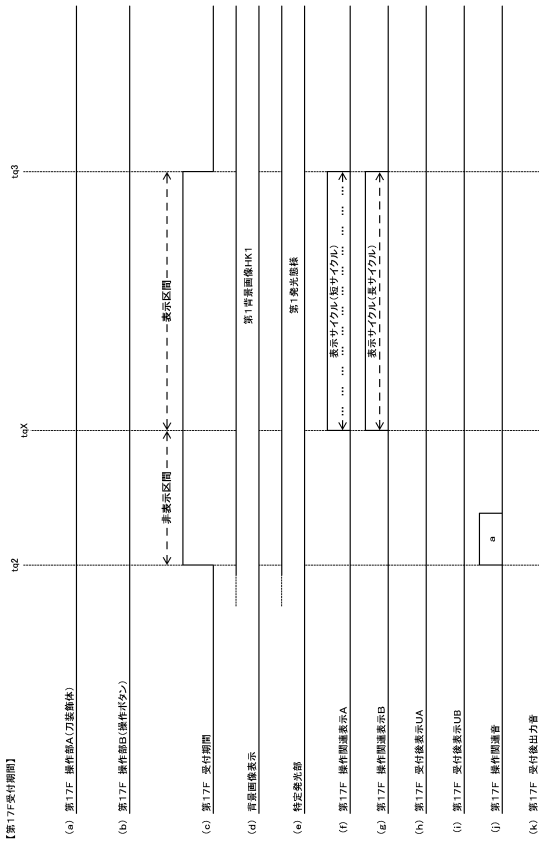 【第17F受付期間】
tq2
tqX
tq3
(a) 第17F 操作部A(刀装飾体)
(b) 第17F 操作部B(操作ボタン)
非表示区間
表示区間
(c) 第17F 受付期間
(d) 背景画像表示
第1背景画像HK1
(e) 特定発光部
第1発光態様
(f) 第17F 操作関連表示A
表示サイクル(短サイクル)
… … … … … … … …
(g) 第17F 操作関連表示B
表示サイクル(長サイクル)
(h) 第17F 受付後表示UA
(i) 第17F 受付後表示UB
(j) 第17F 操作関連音
a
(k) 第17F 受付後出力音